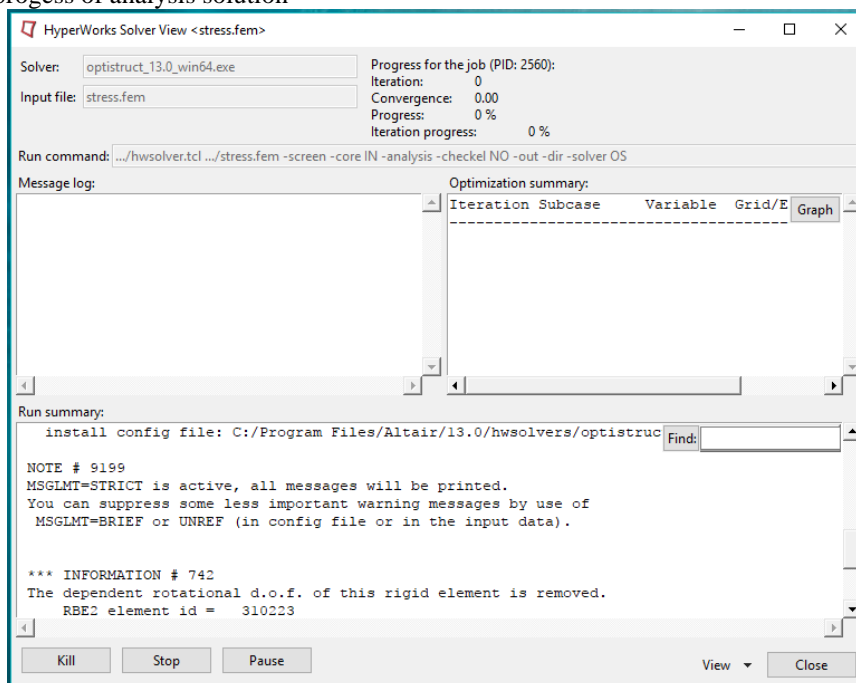 progess of analysis solution
HyperWorks Solver View <stress.fem>
Solver: optistruct_13.0_win64.exe
Input file: stress.fem
Progress for the job (PID: 2560):
Iteration: 0
Convergence: 0.00
Progress: 0 %
Iteration progress: 0 %
Run command: .../hwsolver.tcl .../stress.fem -screen -core IN -analysis -checkel NO -out -dir -solver OS
Message log:
Optimization summary:
Iteration Subcase Variable Grid/E
Graph
----------------------------------------
Run summary:
install config file: C:/Program Files/Altair/13.0/hwsolvers/optistruc
Find:
NOTE # 9199
MSGLMT=STRICT is active, all messages will be printed.
You can suppress some less important warning messages by use of
MSGLMT=BRIEF or UNREF (in config file or in the input data).
*** INFORMATION # 742
The dependent rotational d.o.f. of this rigid element is removed.
RBE2 element id = 310223
Kill Stop Pause View Close